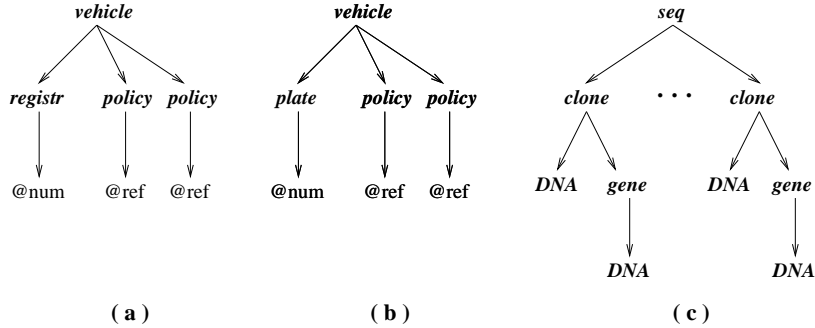 vehicle vehicle seq
registr policy policy plate policy policy clone • • • clone
@num @ref @ref @num @ref @ref DNA gene DNA gene
DNA DNA
( a ) ( b ) ( c )